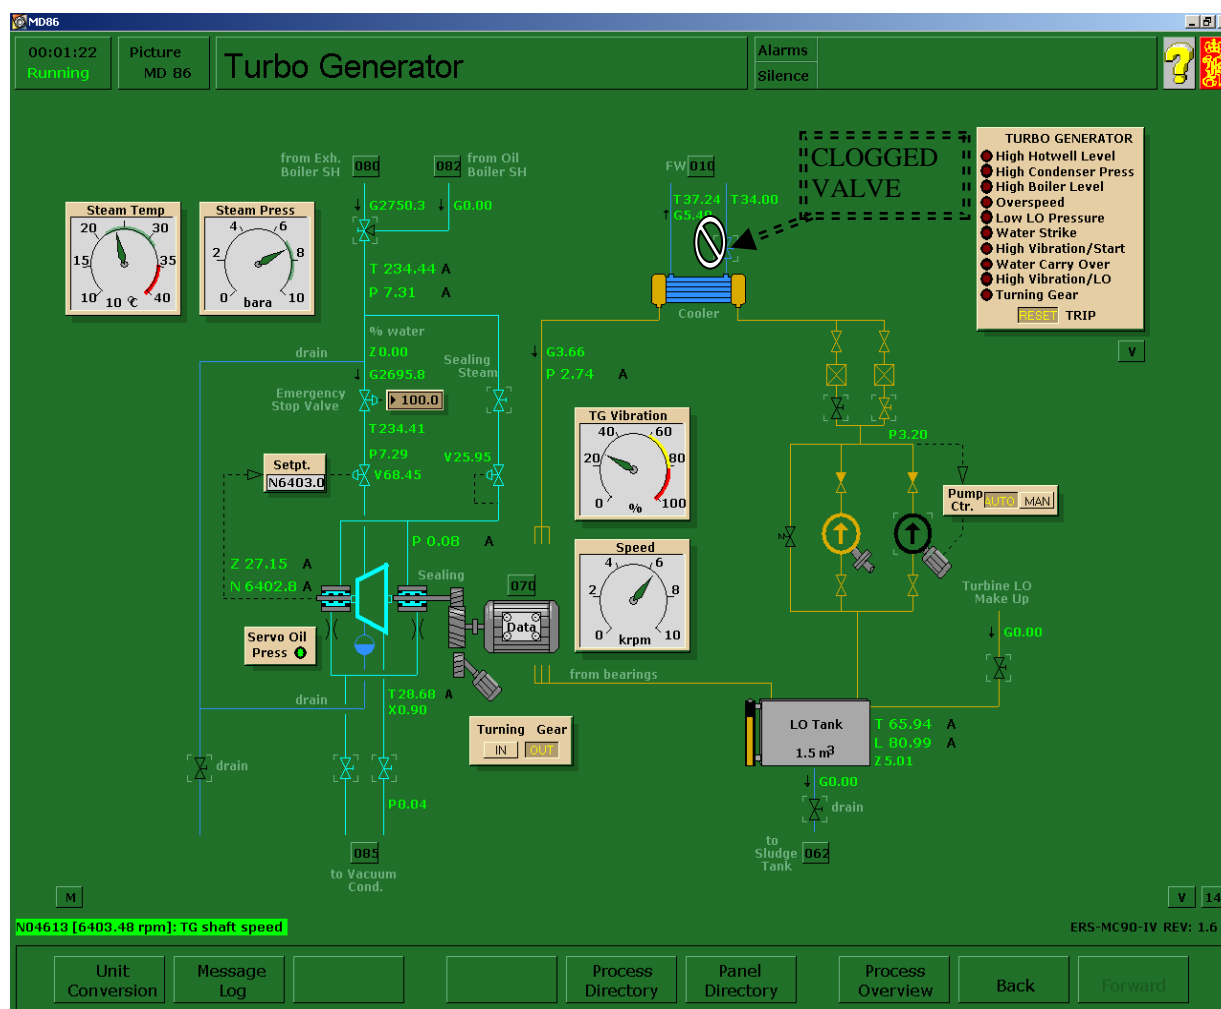 MD86
00:01:22
Running
Picture
MD 86
Turbo Generator
Alarms
Silence
from Exh.
Boiler SH
080
082
from Oil
Boiler SH
G2750.3
G0.00
FW
010
T37.24
T34.00
G5.40
CLOGGED
VALVE
TURBO GENERATOR
High Hotwell Level
High Condenser Press
High Boiler Level
Overspeed
Low LO Pressure
Water Strike
High Vibration/Start
Water Carry Over
High Vibration/LO
Turning Gear
RESET TRIP
V
Steam Temp
20
30
15
35
10
10 °C
40
Steam Press
4
6
2
8
0
bara
10
T 234.44 A
P 7.31 A
Cooler
% water
Z0.00
drain
G2695.8
Sealing
Steam
G3.66
P 2.74 A
Emergency
Stop Valve
100.0
T234.41
P7.29
V68.45
V25.95
Setpt.
N6403.0
TG Vibration
40
60
20
80
0
%
100
P3.20
Pump
Ctr.
AUTO
MAN
P 0.08 A
Z 27.15 A
N 6402.8 A
Sealing
070
Data
Speed
4
6
2
8
0
krpm
10
Turbine LO
Make Up
G0.00
Servo Oil
Press
from bearings
T28.68 A
X0.90
drain
Turning Gear
IN
OUT
LO Tank
1.5 m3
T 65.94 A
L 80.99 A
Z5.01
G0.00
drain
drain
P0.04
to
Sludge
Tank
062
085
to Vacuum
Cond.
M
V
14
N04613 [6403.48 rpm]: TG shaft speed
ERS-MC90-IV REV: 1.6
Unit
Conversion
Message
Log
Process
Directory
Panel
Directory
Process
Overview
Back
Forward